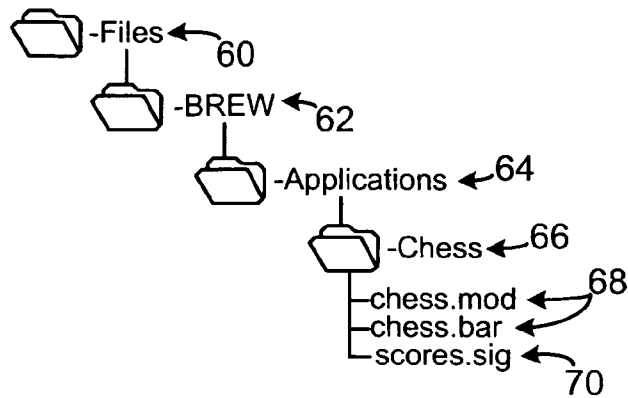 -Files 60
-BREW 62
-Applications 64
-Chess 66
chess.mod 68
chess.bar
scores.sig 70